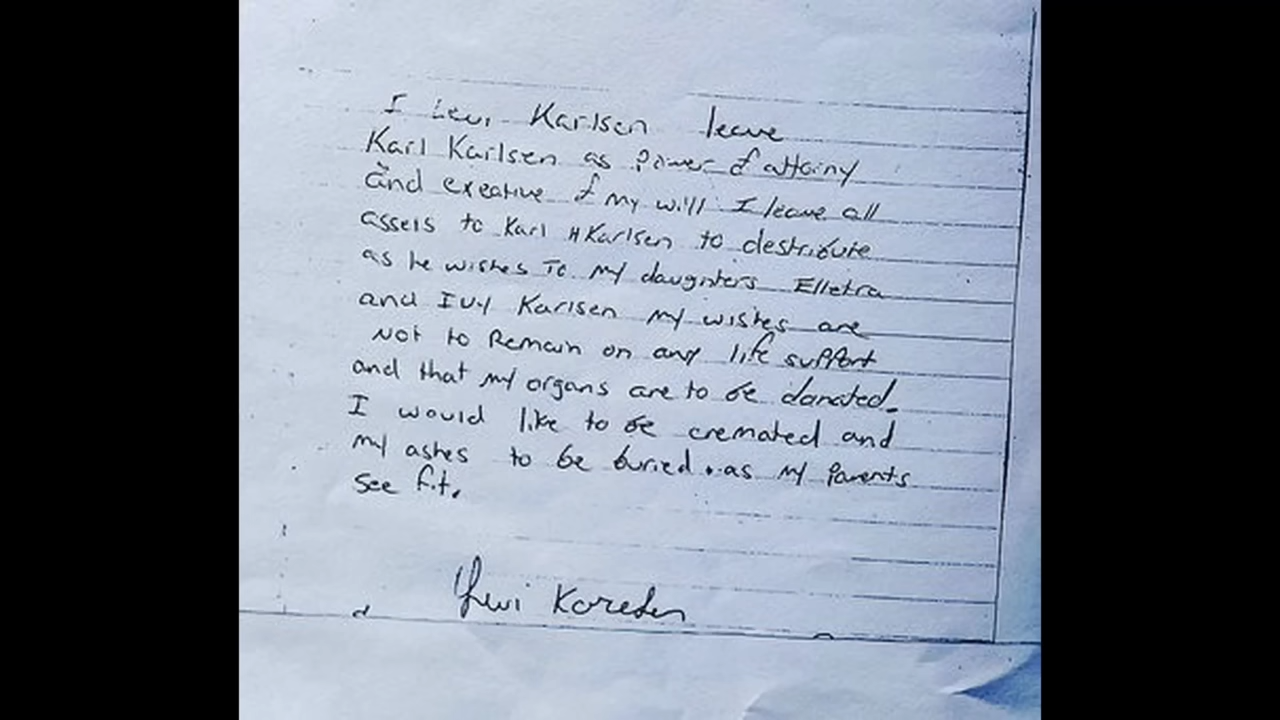 I Levi Karlsen leave
Karl Karlsen as Power of attorny
and exeative of my will I leave all
assets to Karl H Karlsen to destribute
as he wishes To my daughters Elletra
and Ivy Karlsen my wishes are
Not to Remain on any life support
and that my organs are to be donated.
I would like to be cremated and
my ashes to be buried as my Parents
see fit.
Levi Karlsen